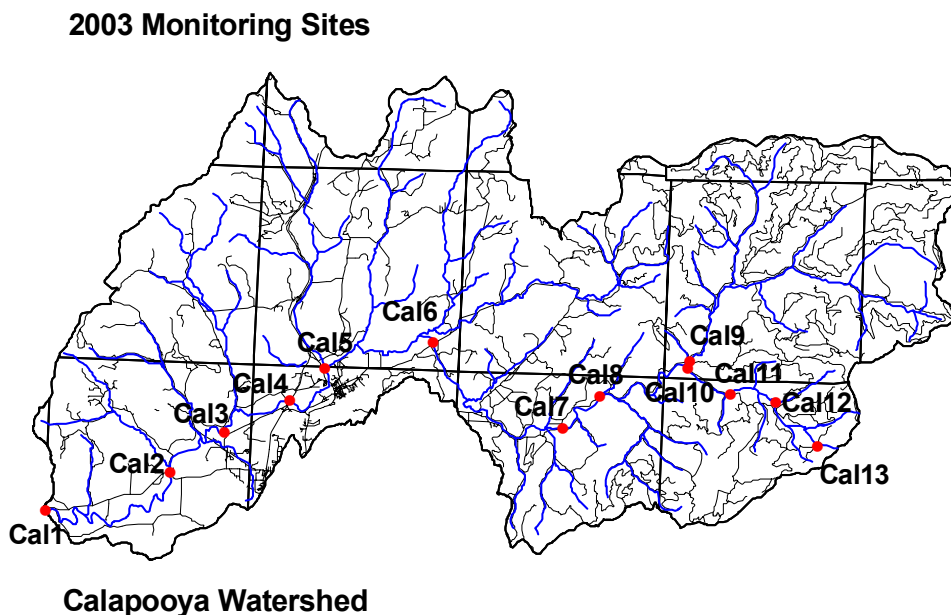 2003 Monitoring Sites
Cal6
Cal5
Cal9
Cal4
Cal8
Cal10
Cal11
Cal3
Cal7
Cal12
Cal2
Cal13
Cal1
Calapooya Watershed